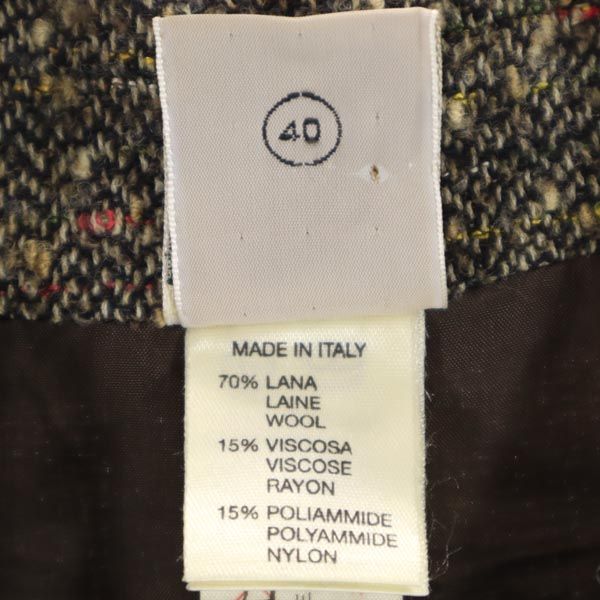 40
MADE IN ITALY
70% LANA
LAINE
WOOL
15% VISCOSA
VISCOSE
RAYON
15% POLIAMMIDE
POLYAMMIDE
NYLON